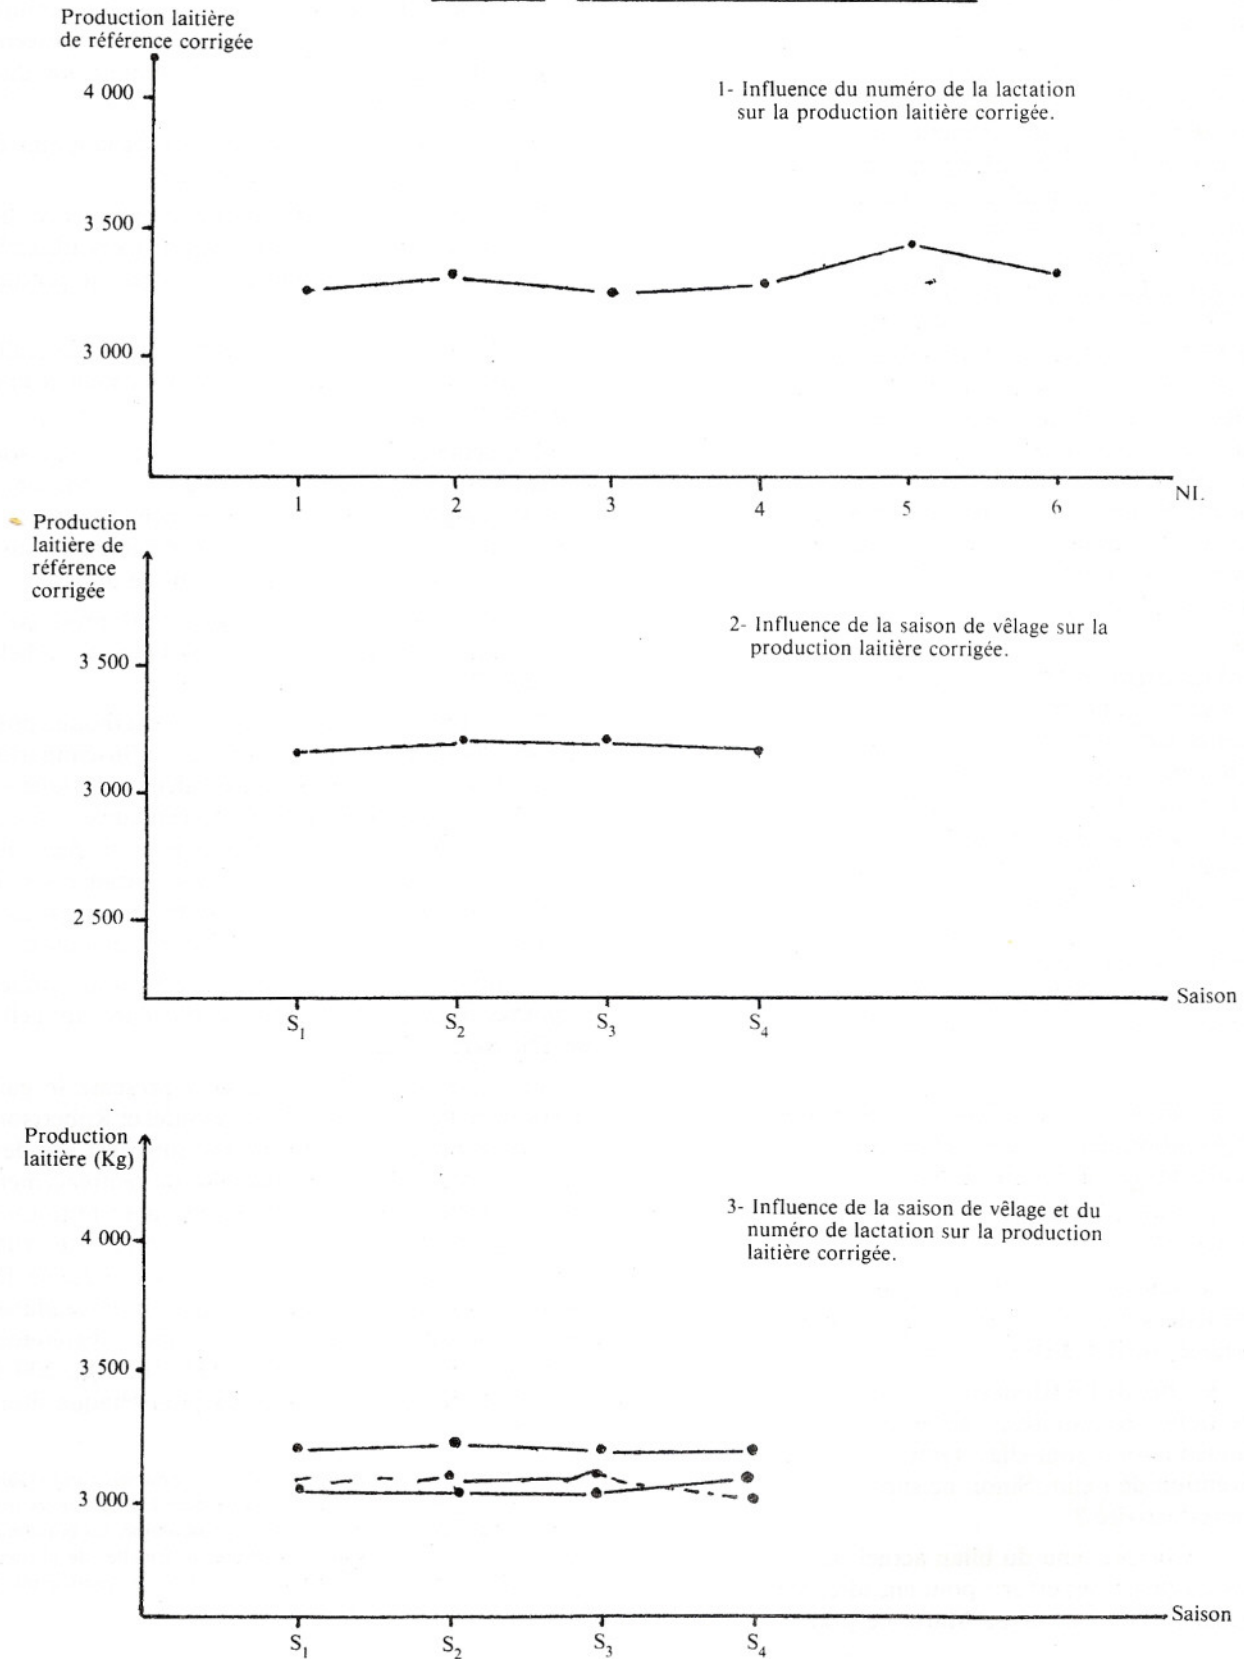 Production laitière
de référence corrigée
4 000
3 500
3 000
1- Influence du numéro de la lactation
sur la production laitière corrigée.
1 2 3 4 5 6 NL
Production
laitière de
référence
corrigée
3 500
3 000
2 500
2- Influence de la saison de vêlage sur la
production laitière corrigée.
S1 S2 S3 S4 Saison
Production
laitière (Kg)
4 000
3 500
3 000
3- Influence de la saison de vêlage et du
numéro de lactation sur la production
laitière corrigée.
S1 S2 S3 S4 Saison